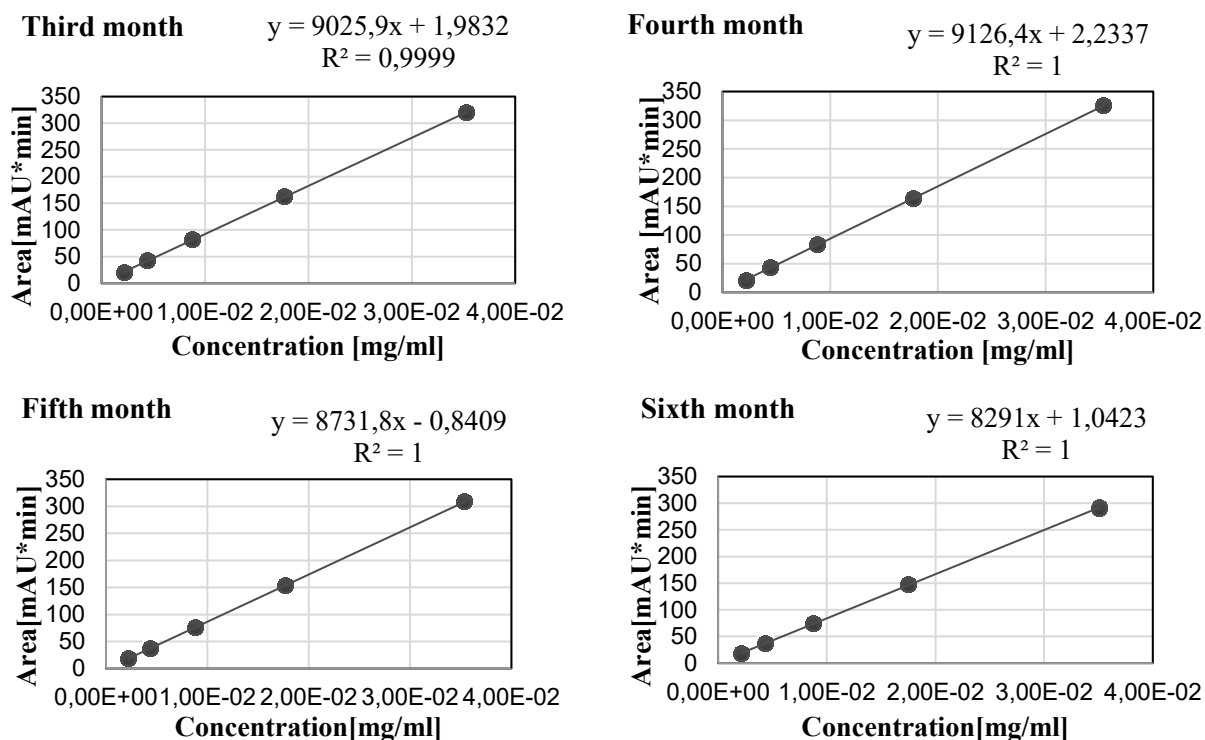 Third month
y = 9025,9x + 1,9832
R² = 0,9999
350
300
250
200
150
100
50
0
Area[mAU*min]
0,00E+00 1,00E-02 2,00E-02 3,00E-02 4,00E-02
Concentration [mg/ml]
Fourth month
y = 9126,4x + 2,2337
R² = 1
350
300
250
200
150
100
50
0
Area [mAU*min]
0,00E+00 1,00E-02 2,00E-02 3,00E-02 4,00E-02
Concentration [mg/ml]
Fifth month
y = 8731,8x - 0,8409
R² = 1
350
300
250
200
150
100
50
0
Area[mAU*min]
0,00E+00 1,00E-02 2,00E-02 3,00E-02 4,00E-02
Concentration[mg/ml]
Sixth month
y = 8291x + 1,0423
R² = 1
350
300
250
200
150
100
50
0
Area[mAU*min]
0,00E+00 1,00E-02 2,00E-02 3,00E-02 4,00E-02
Concentration[mg/ml]